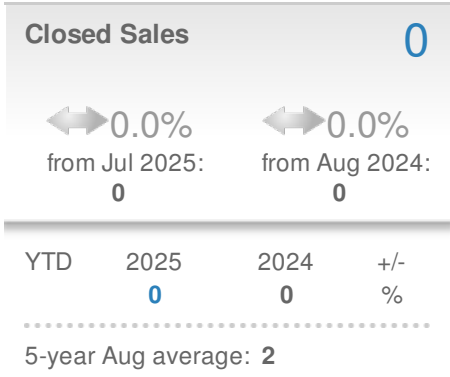 Closed Sales 0
0.0% 0.0%
from Jul 2025: from Aug 2024:
0 0
YTD 2025 2024 +/-
0 0 %
5-year Aug average: 2